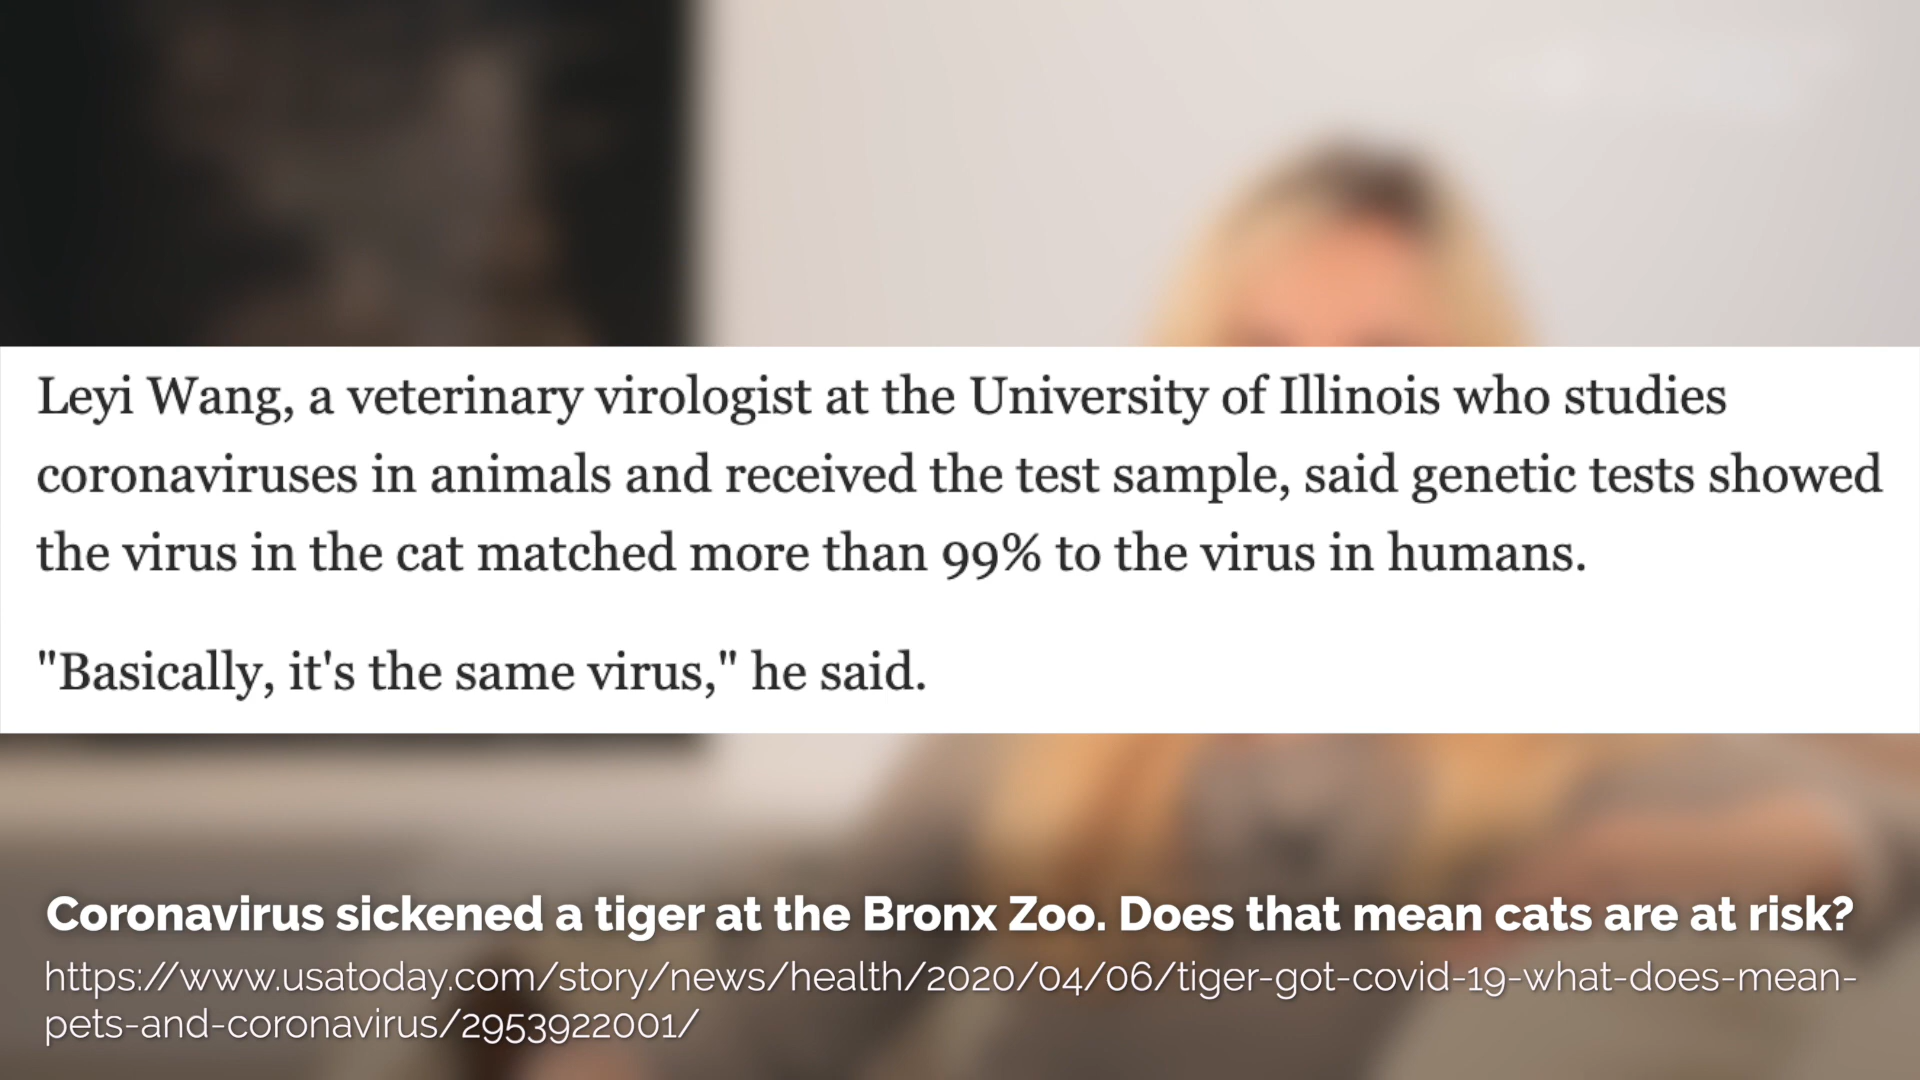 Leyi Wang, a veterinary virologist at the University of Illinois who studies
coronaviruses in animals and received the test sample, said genetic tests showed
the virus in the cat matched more than 99% to the virus in humans.
"Basically, it's the same virus," he said.
Coronavirus sickened a tiger at the Bronx Zoo. Does that mean cats are at risk?
https://www.usatoday.com/story/news/health/2020/04/06/tiger-got-covid-19-what-does-mean-
pets-and-coronavirus/2953922001/